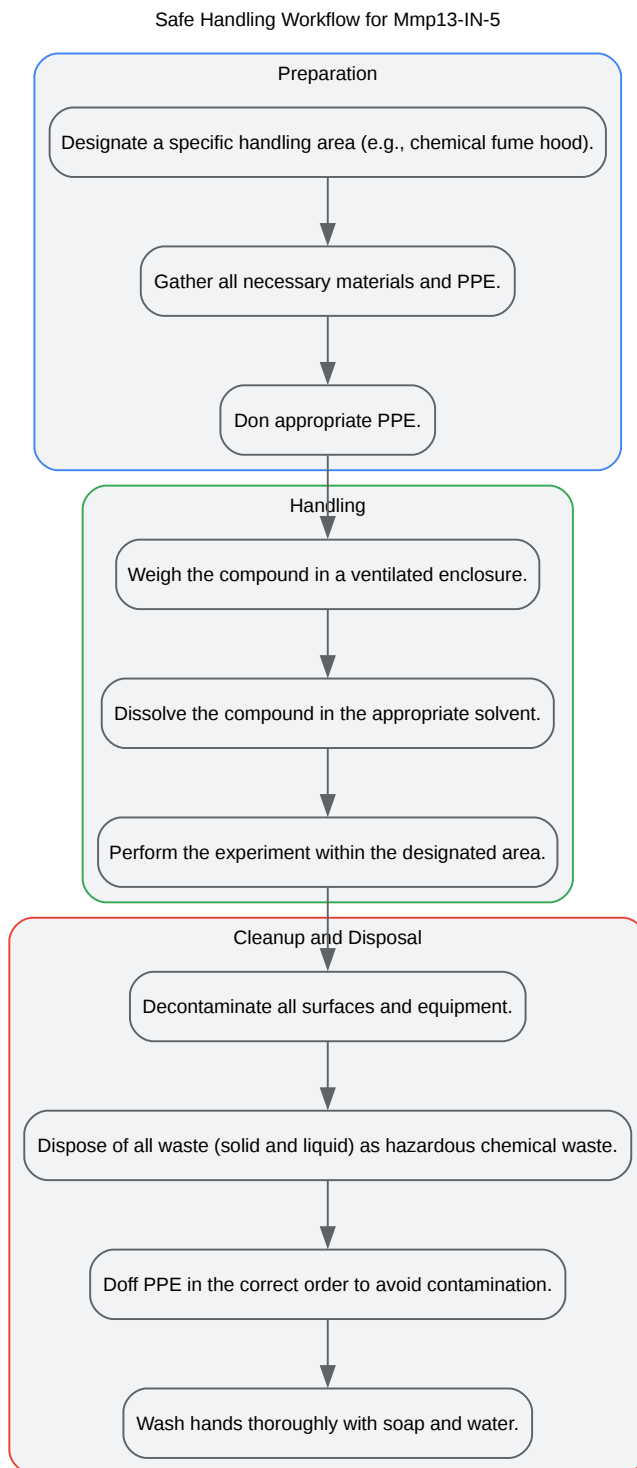 Safe Handling Workflow for Mmp13-IN-5
Preparation
Designate a specific handling area (e.g., chemical fume hood).
Gather all necessary materials and PPE.
Don appropriate PPE.
Handling
Weigh the compound in a ventilated enclosure.
Dissolve the compound in the appropriate solvent.
Perform the experiment within the designated area.
Cleanup and Disposal
Decontaminate all surfaces and equipment.
Dispose of all waste (solid and liquid) as hazardous chemical waste.
Doff PPE in the correct order to avoid contamination.
Wash hands thoroughly with soap and water.